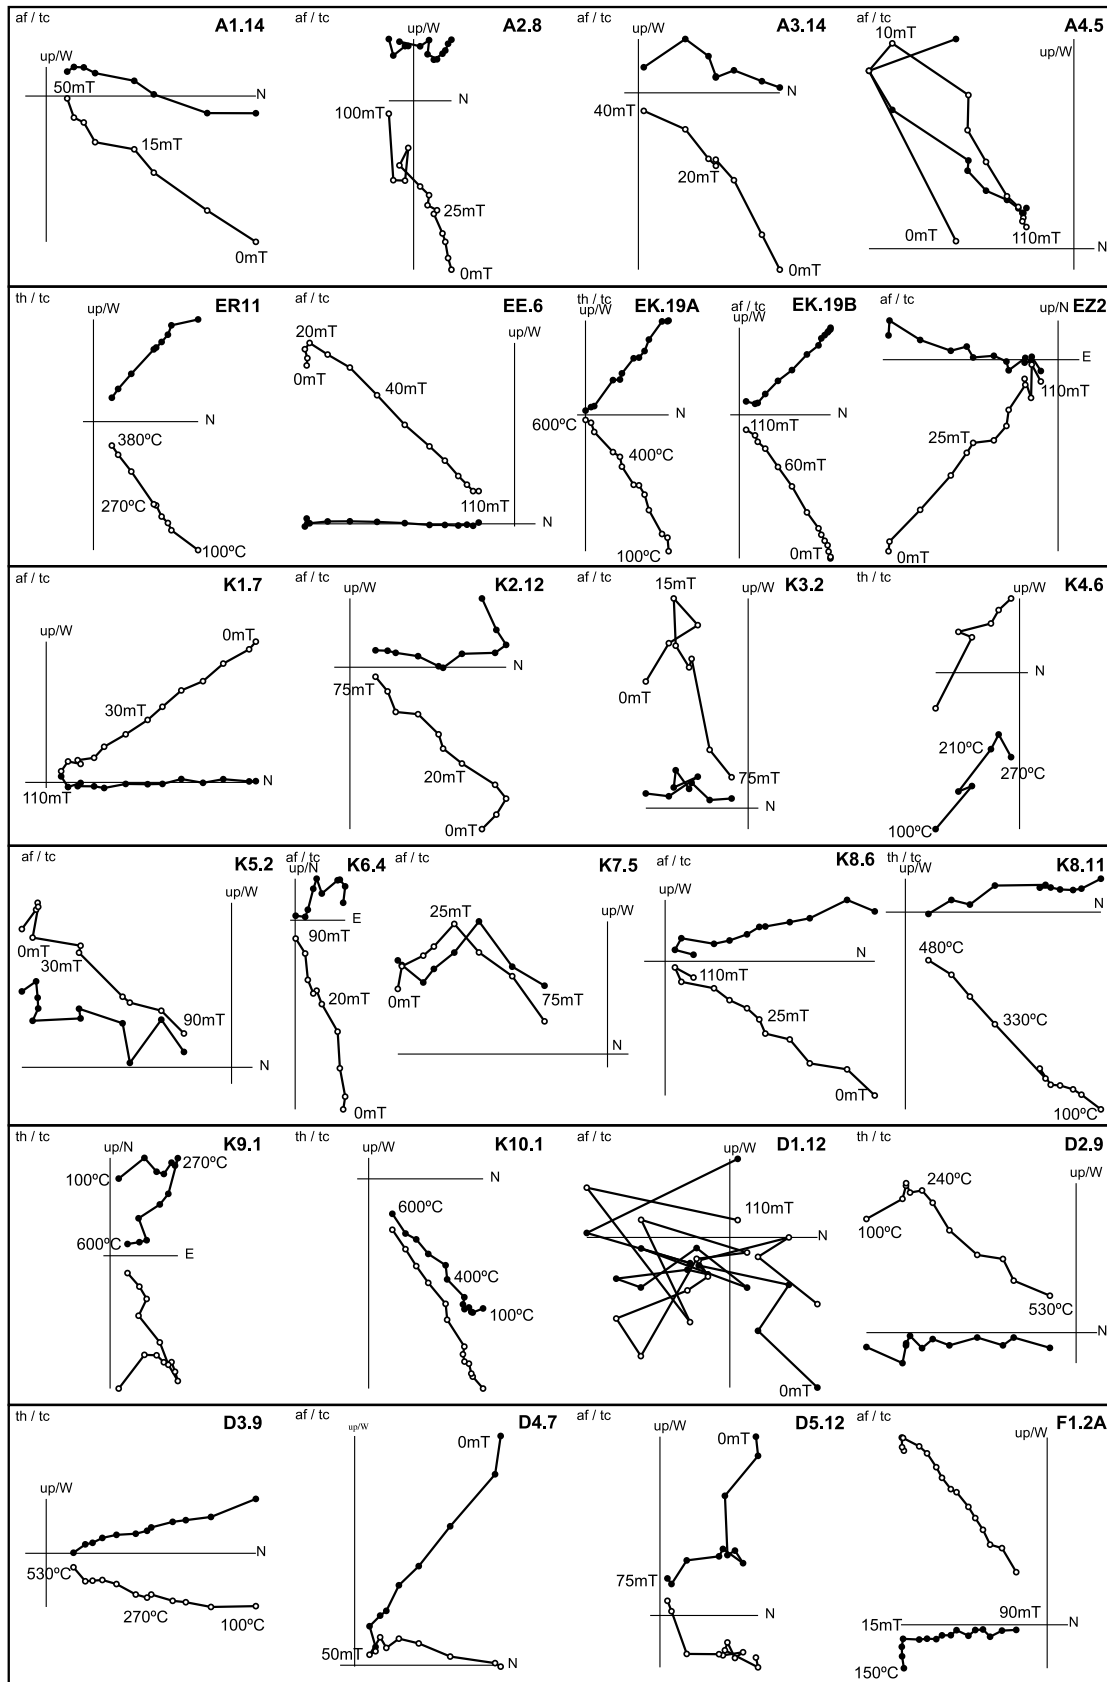 af / tc A1.14
up/W
50mT
N
15mT
0mT
af / tc A2.8
up/W
N
100mT
25mT
0mT
af / tc A3.14
up/W
N
40mT
20mT
0mT
af / tc A4.5
10mT
up/W
0mT
110mT
N
th / tc ER11
up/W
N
380ºC
270ºC
100ºC
af / tc EE.6
20mT
up/W
0mT
40mT
110mT
N
th / tc EK.19A
up/W
N
600ºC
400ºC
100ºC
af / tc EK.19B
up/W
N
110mT
60mT
0mT
af / tc EZ2
up/N
E
110mT
25mT
0mT
af / tc K1.7
up/W
0mT
30mT
N
110mT
af / tc K2.12
up/W
N
75mT
20mT
0mT
af / tc K3.2
15mT
up/W
0mT
75mT
N
th / tc K4.6
up/W
N
210ºC
270ºC
100ºC
af / tc K5.2
up/W
0mT
30mT
90mT
N
af / tc K6.4
up/N
E
90mT
20mT
0mT
af / tc K7.5
25mT
up/W
0mT
75mT
N
af / tc K8.6
up/W
N
110mT
25mT
0mT
th / tc K8.11
up/W
N
480ºC
330ºC
100ºC
th / tc K9.1
up/N
270ºC
100ºC
600ºC
E
th / tc K10.1
up/W
N
600ºC
400ºC
100ºC
af / tc D1.12
up/W
110mT
N
0mT
th / tc D2.9
240ºC
up/W
100ºC
530ºC
N
th / tc D3.9
up/W
N
530ºC
270ºC
100ºC
af / tc D4.7
up/W
0mT
50mT
N
af / tc D5.12
up/W
0mT
75mT
N
af / tc F1.2A
up/W
15mT
90mT
N
150ºC